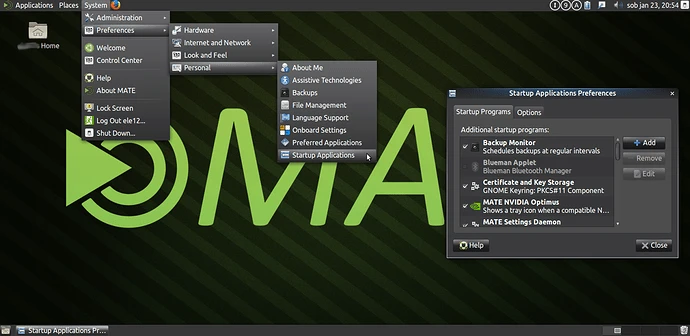 Applications Places System
sob jan 23, 20:54
Home
Administration
Preferences
Welcome
Control Center
Help
About MATE
Lock Screen
Log Out ele12...
Shut Down...
Hardware
Internet and Network
Look and Feel
Personal
About Me
Assistive Technologies
Backups
File Management
Language Support
Onboard Settings
Preferred Applications
Startup Applications
MA
Startup Applications Preferences
Startup Programs Options
Additional startup programs:
Backup Monitor
Schedules backups at regular intervals
Blueman Applet
Blueman Bluetooth Manager
Certificate and Key Storage
GNOME Keyring: PKCS#11 Component
MATE NVIDIA Optimus
Shows a tray icon when a compatible N...
MATE Settings Daemon
Add
Remove
Edit
Help
Close
Startup Applications Pr...